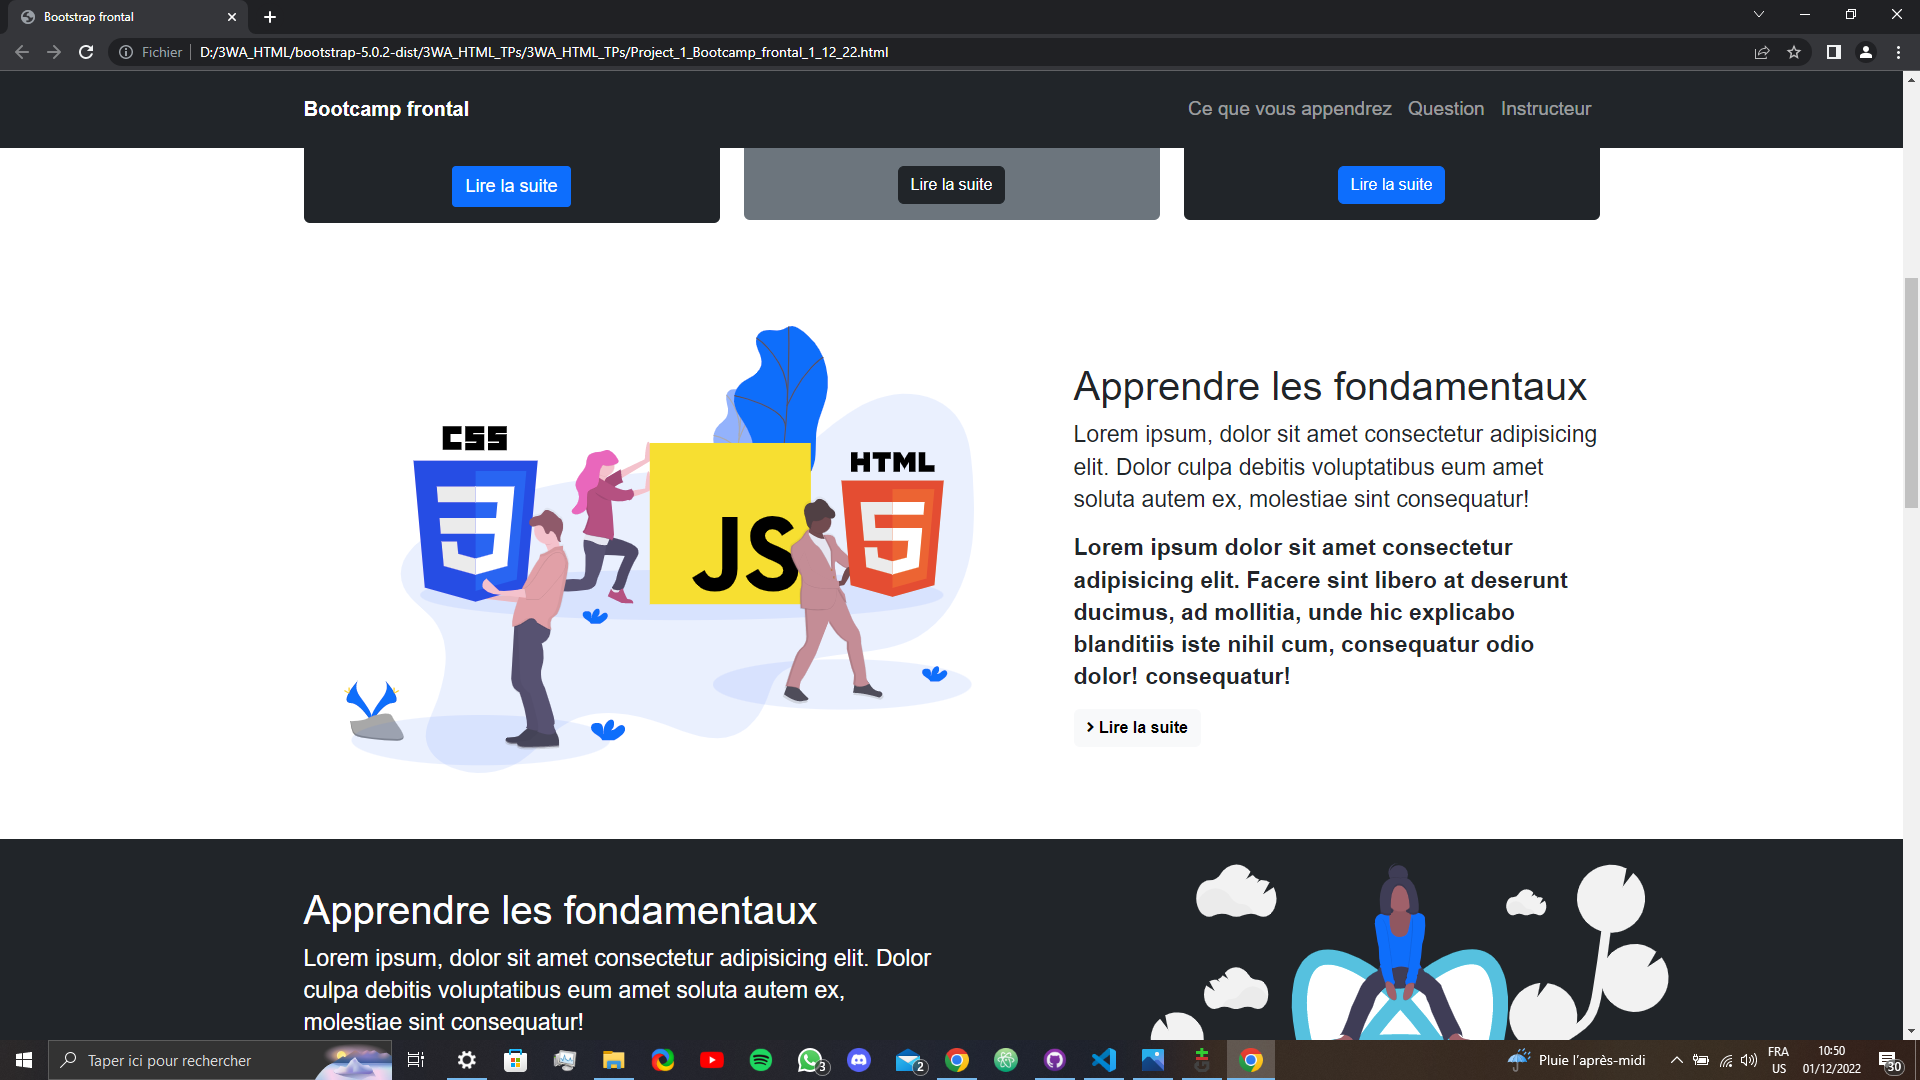 Bootstrap frontal
Fichier D:/3WA_HTML/bootstrap-5.0.2-dist/3WA_HTML_TPs/3WA_HTML_TPs/Project_1_Bootcamp_frontal_1_12_22.html
Bootcamp frontal
Ce que vous appendrez Question Instructeur
Lire la suite
Lire la suite
Lire la suite
CSS
3
JS
HTML
5
Apprendre les fondamentaux
Lorem ipsum, dolor sit amet consectetur adipisicing
elit. Dolor culpa debitis voluptatibus eum amet
soluta autem ex, molestiae sint consequatur!
Lorem ipsum dolor sit amet consectetur
adipisicing elit. Facere sint libero at deserunt
ducimus, ad mollitia, unde hic explicabo
blanditiis iste nihil cum, consequatur odio
dolor! consequatur!
Lire la suite
Apprendre les fondamentaux
Lorem ipsum, dolor sit amet consectetur adipisicing elit. Dolor
culpa debitis voluptatibus eum amet soluta autem ex,
molestiae sint consequatur!
Taper ici pour rechercher
3
2
Pluie l'après-midi
FRA
US
10:50
01/12/2022
30